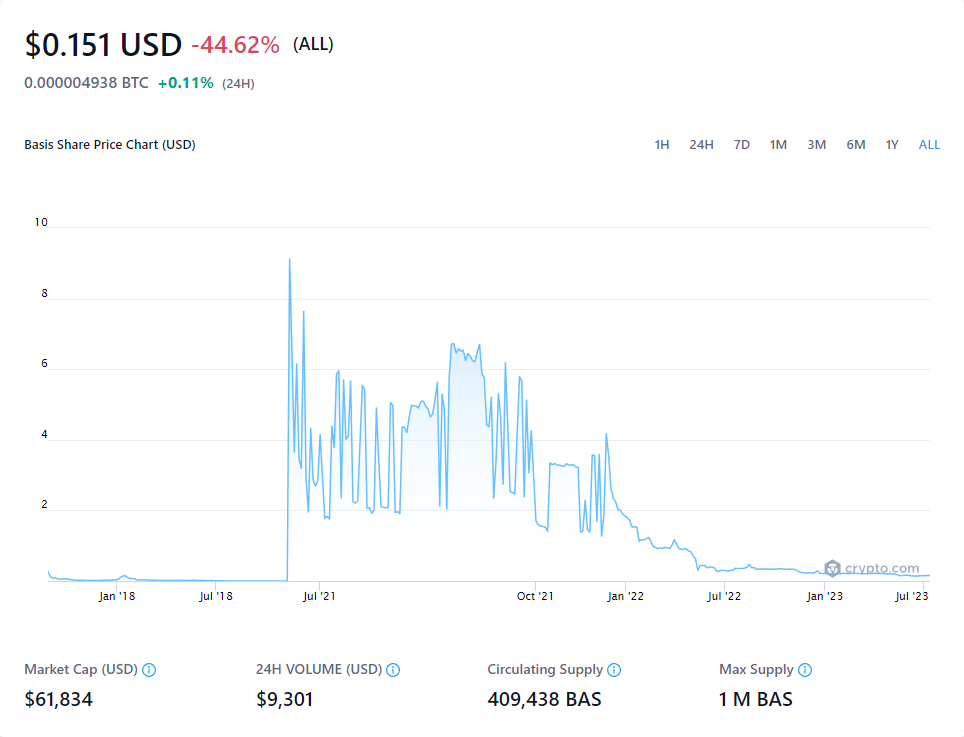 $0.151 USD -44.62% (ALL)
0.000004938 BTC +0.11% (24H)
Basis Share Price Chart (USD) 1H 24H 7D 1M 3M 6M 1Y ALL
10
8
6
4
2
crypto.com
Jan '18 Jul '18 Jul '21 Oct '21 Jan '22 Jul '22 Jan '23 Jul '23
Market Cap (USD) 24H VOLUME (USD) Circulating Supply Max Supply
$61,834 $9,301 409,438 BAS 1 M BAS